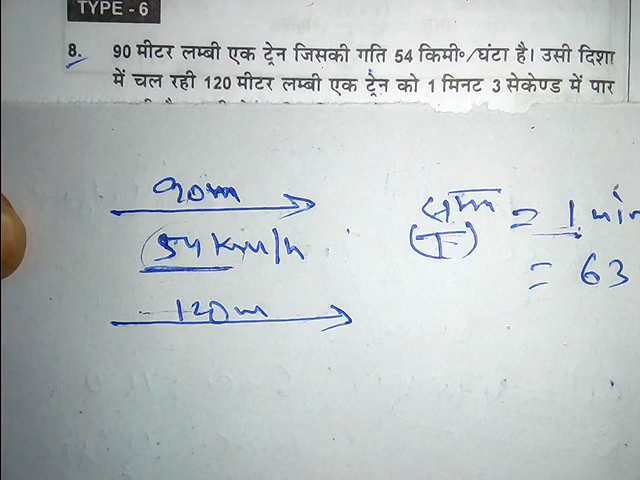 TYPE - 6
8. 90 मीटर लम्बी एक ट्रेन जिसकी गति 54 किमी०/घंटा है। उसी दिशा
में चल रही 120 मीटर लम्बी एक ट्रेन को 1 मिनट 3 सेकेण्ड में पार
90m
54 Km/h
120m
(T) = 1 min
= 63